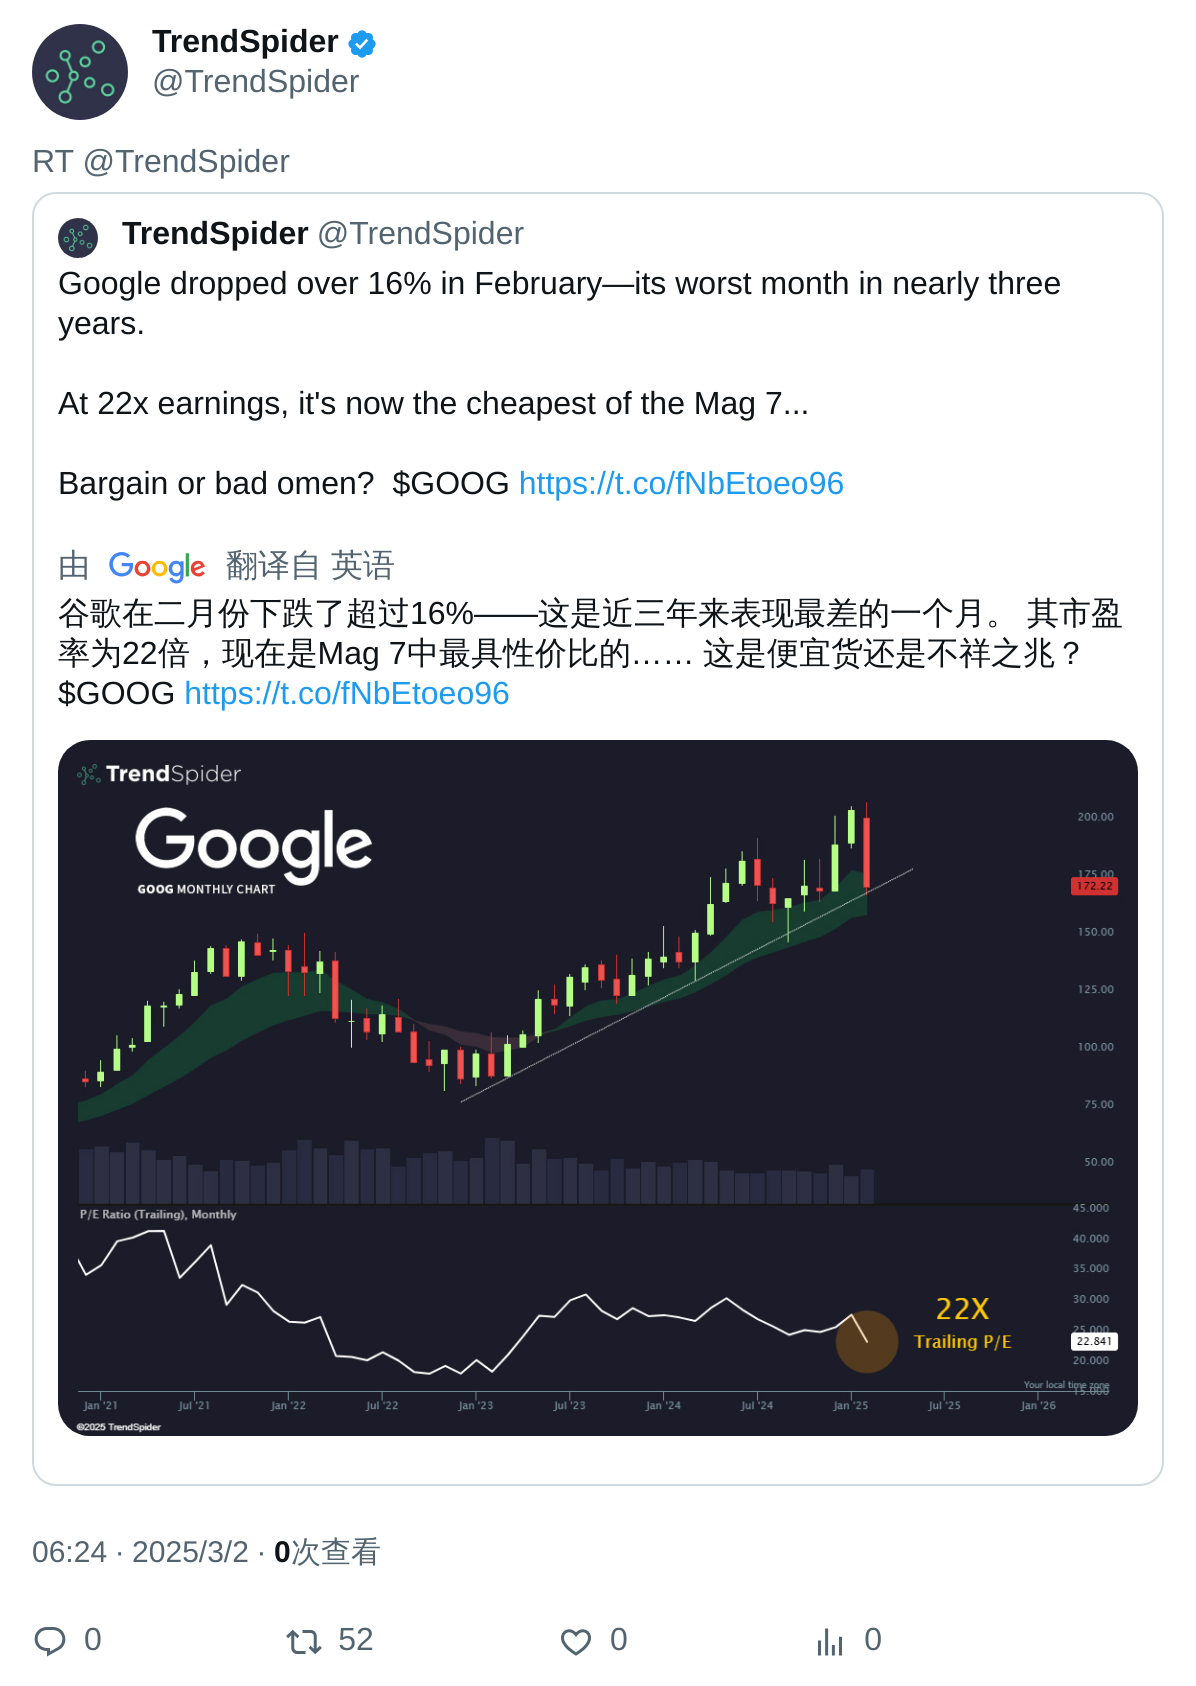 TrendSpider
@TrendSpider
RT @TrendSpider
TrendSpider @TrendSpider
Google dropped over 16% in February—its worst month in nearly three
years.
At 22x earnings, it's now the cheapest of the Mag 7...
Bargain or bad omen?  $GOOG https://t.co/fNbEtoeo96
由 Google 翻译自 英语
谷歌在二月份下跌了超过16%——这是近三年来表现最差的一个月。 其市盈
率为22倍，现在是Mag 7中最具性价比的…… 这是便宜货还是不祥之兆？
$GOOG https://t.co/fNbEtoeo96
TrendSpider
Google
GOOG MONTHLY CHART
200.00
175.00
172.22
150.00
125.00
100.00
75.00
50.00
P/E Ratio (Trailing), Monthly
45.000
40.000
35.000
30.000
25.000
22.841
20.000
15.000
22X
Trailing P/E
Your local time zone
Jan '21 Jul '21 Jan '22 Jul '22 Jan '23 Jul '23 Jan '24 Jul '24 Jan '25 Jul '25 Jan '26
©2025 TrendSpider
06:24 · 2025/3/2 · 0次查看
0 52 0 0